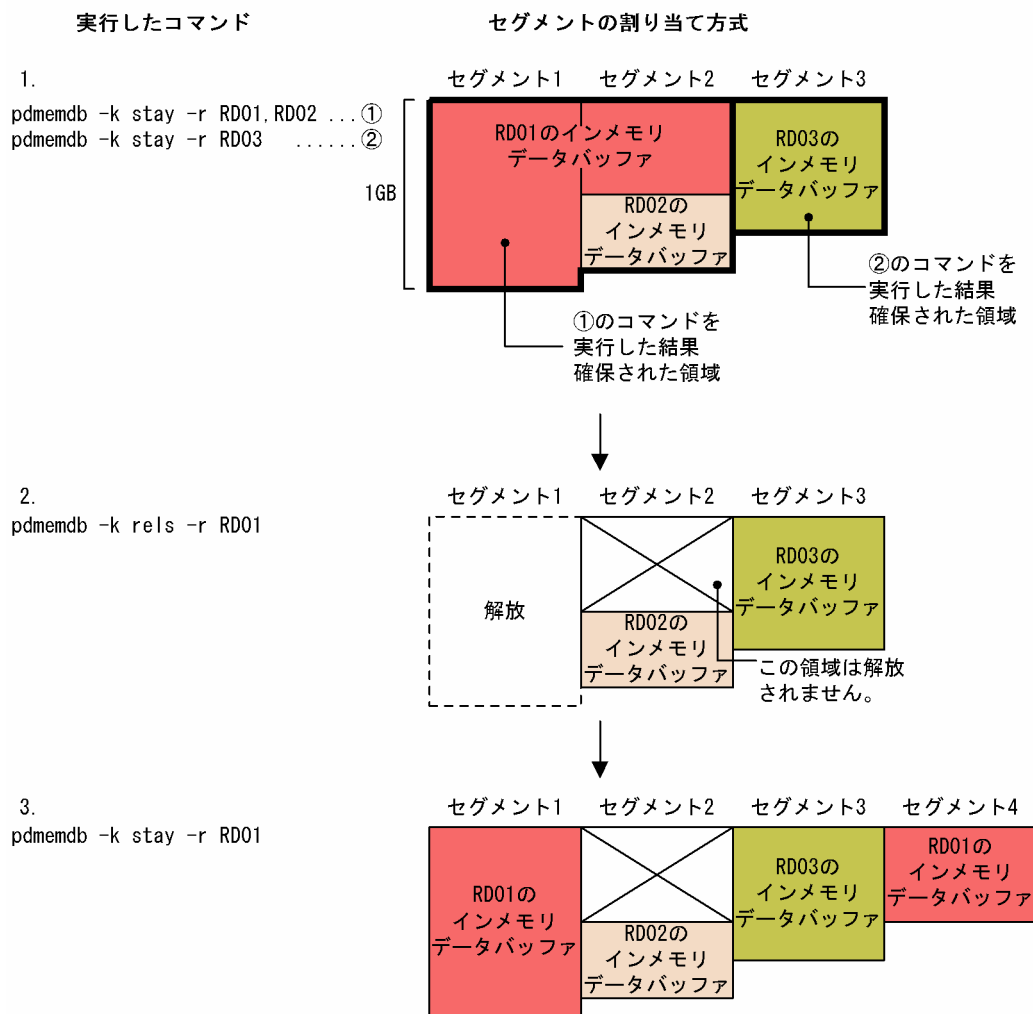 実行したコマンド
セグメントの割り当て方式
1.
pdmemdb -k stay -r RD01,RD02 ...①
pdmemdb -k stay -r RD03 ......②
セグメント1
セグメント2
セグメント3
1GB
RD01のインメモリ
データバッファ
RD02の
インメモリ
データバッファ
RD03の
インメモリ
データバッファ
①のコマンドを
実行した結果
確保された領域
②のコマンドを
実行した結果
確保された領域
2.
pdmemdb -k rels -r RD01
セグメント1
セグメント2
セグメント3
解放
RD02の
インメモリ
データバッファ
RD03の
インメモリ
データバッファ
この領域は解放
されません。
3.
pdmemdb -k stay -r RD01
セグメント1
セグメント2
セグメント3
セグメント4
RD01の
インメモリ
データバッファ
RD02の
インメモリ
データバッファ
RD03の
インメモリ
データバッファ
RD01の
インメモリ
データバッファ